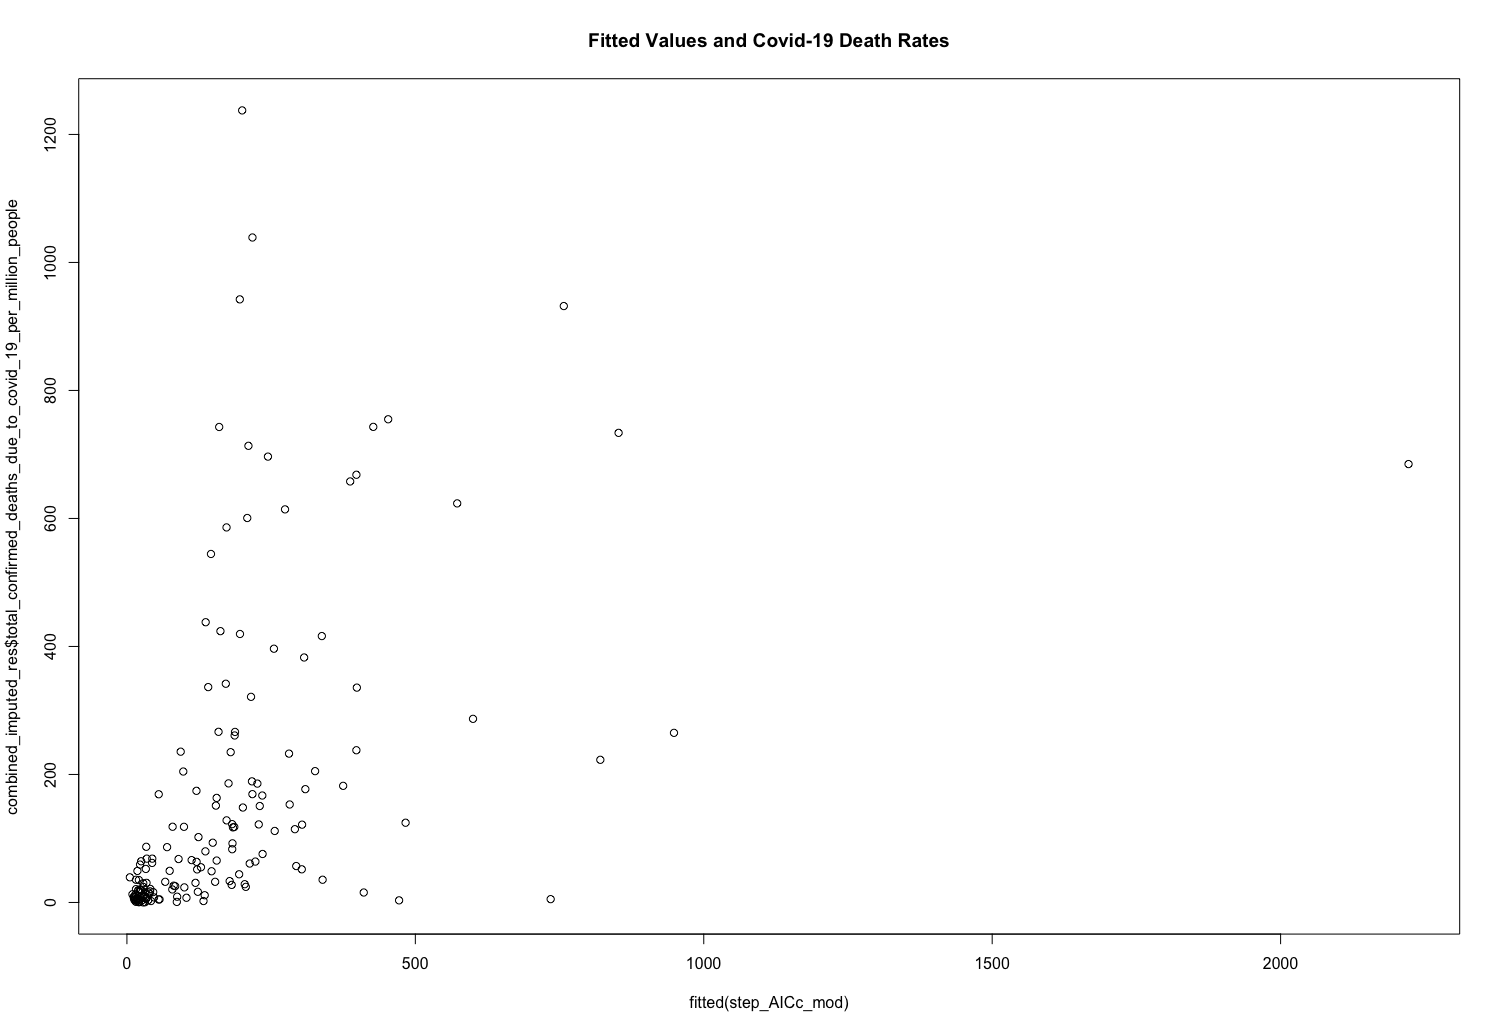 Fitted Values and Covid-19 Death Rates
combined_imputed_res$total_confirmed_deaths_due_to_covid_19_per_million_people
1200
1000
800
600
400
200
0
0 500 1000 1500 2000
fitted(step_AICc_mod)